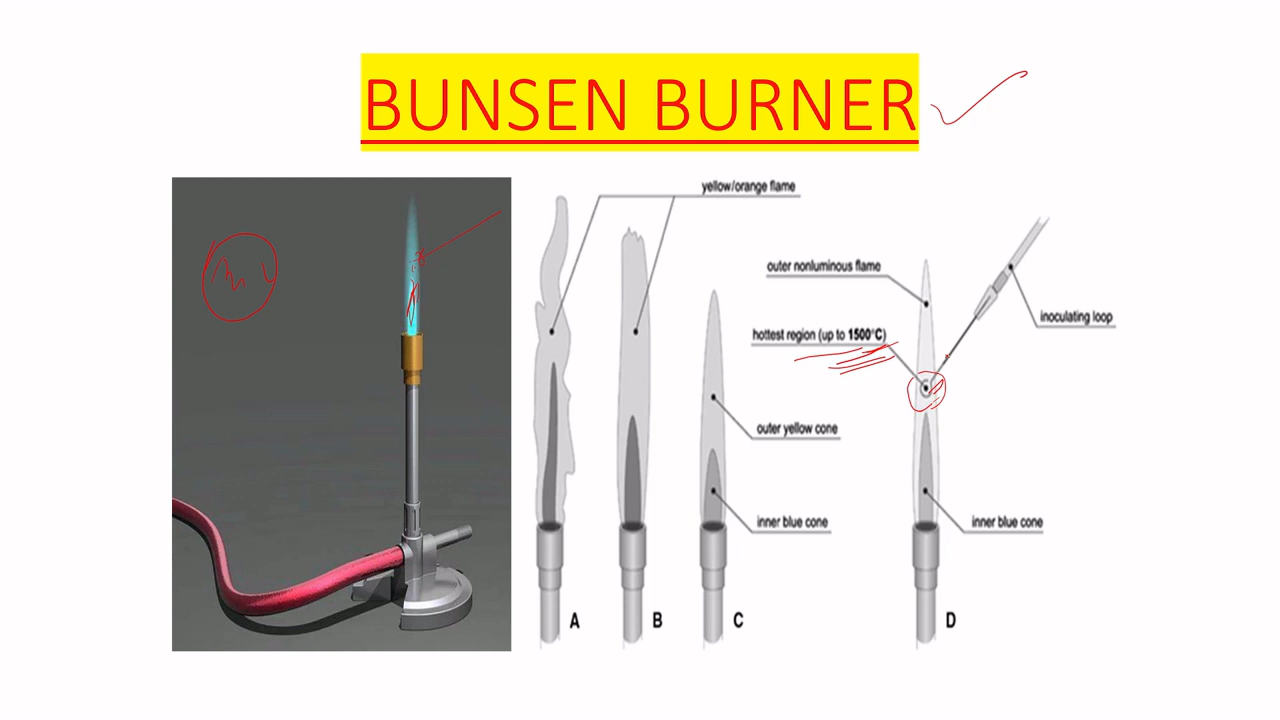 BUNSEN BURNER
yellow/orange flame
outer nonluminous flame
hottest region (up to 1500°C)
inoculating loop
outer yellow cone
inner blue cone
inner blue cone
A
B
C
D